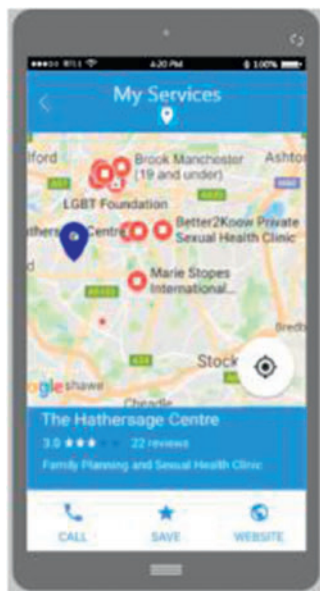 4:20 PM
100%
My Services
Brook Manchester
(19 and under)
LGBT Foundation
Better2Know Private
Sexual Health Clinic
Centre
Marie Stopes
International...
Stock
The Hathersage Centre
3.0
22 reviews
Family Planning and Sexual Health Clinic
CALL
SAVE
WEBSITE